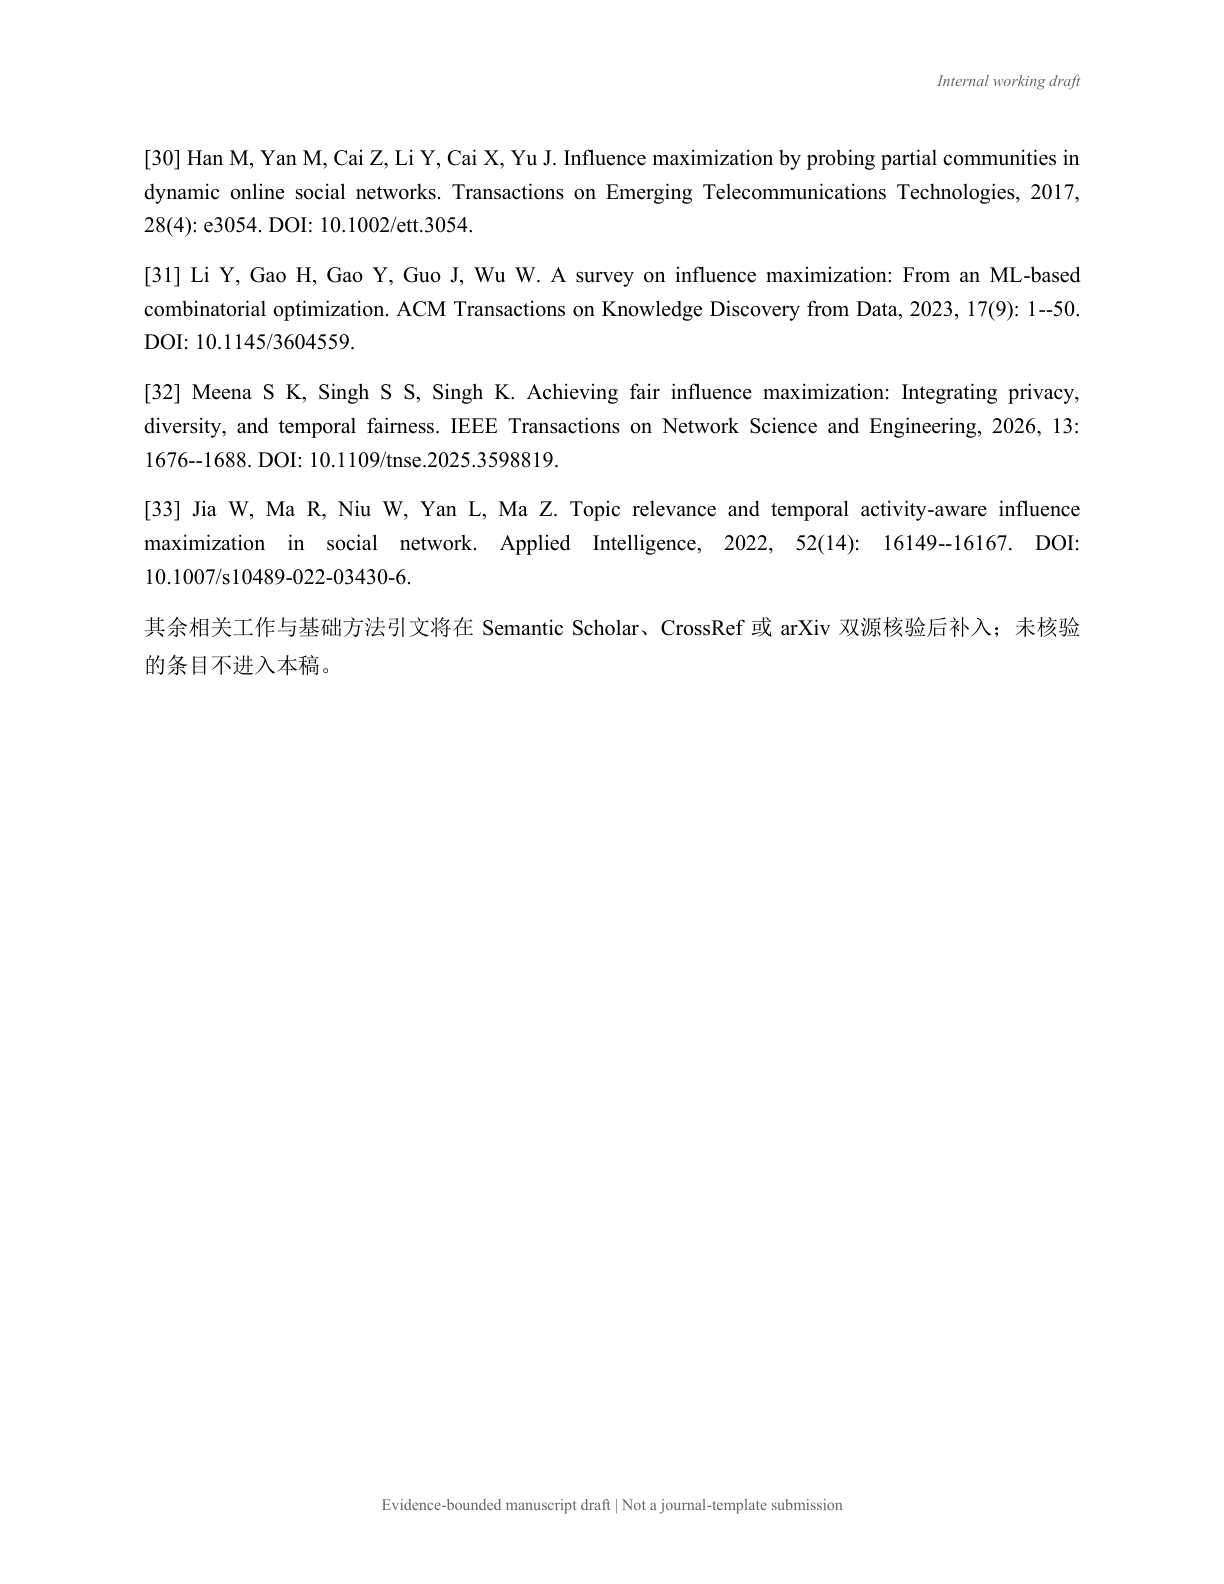 Internal working draft
[30] Han M, Yan M, Cai Z, Li Y, Cai X, Yu J. Influence maximization by probing partial communities in
dynamic online social networks. Transactions on Emerging Telecommunications Technologies, 2017,
28(4): e3054. DOI: 10.1002/ett.3054.
[31] Li Y, Gao H, Gao Y, Guo J, Wu W. A survey on influence maximization: From an ML-based
combinatorial optimization. ACM Transactions on Knowledge Discovery from Data, 2023, 17(9): 1--50.
DOI: 10.1145/3604559.
[32] Meena S K, Singh S S, Singh K. Achieving fair influence maximization: Integrating privacy,
diversity, and temporal fairness. IEEE Transactions on Network Science and Engineering, 2026, 13:
1676--1688. DOI: 10.1109/tnse.2025.3598819.
[33] Jia W, Ma R, Niu W, Yan L, Ma Z. Topic relevance and temporal activity-aware influence
maximization in social network. Applied Intelligence, 2022, 52(14): 16149--16167. DOI:
10.1007/s10489-022-03430-6.
其余相关工作与基础方法引文将在 Semantic Scholar、CrossRef 或 arXiv 双源核验后补入；未核验
的条目不进入本稿。
Evidence-bounded manuscript draft | Not a journal-template submission